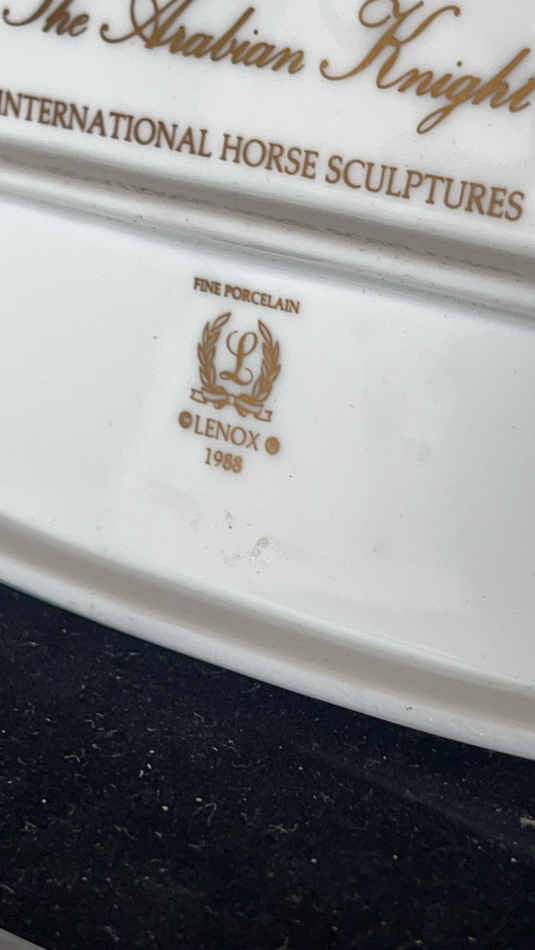 The Arabian Knight
INTERNATIONAL HORSE SCULPTURES
FINE PORCELAIN
L
©LENOX®
1988